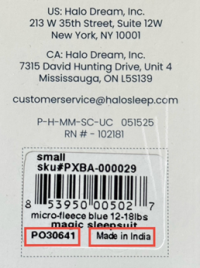 US: Halo Dream, Inc.
213 W 35th Street, Suite 12W
New York, NY 10001
CA: Halo Dream, Inc.
7315 David Hunting Drive, Unit 4
Mississauga, ON L5S139
customerservice@halosleep.com
P-H-MM-SC-UC 051525
RN # - 102181
small
sku#PXBA-000029
8 53950 00502 7
micro-fleece blue 12-18lbs
magic sleepsuit
PO30641 Made in India